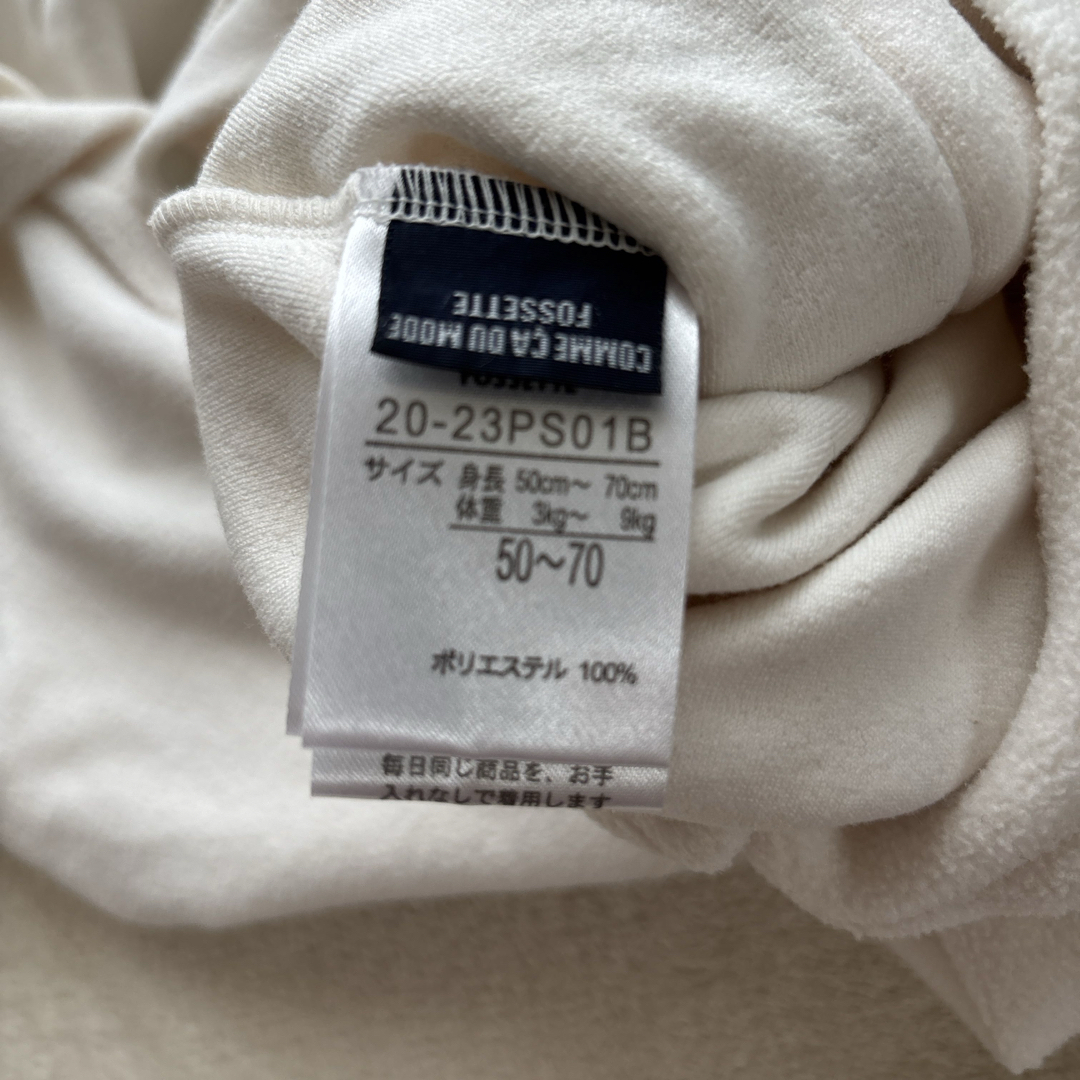 COMME ÇA DU MODE
FOSSETTE
20-23PS01B
サイズ 身長 50cm〜 70cm
体重 3kg〜 9kg
50〜70
ポリエステル 100%
毎日同じ商品を、お手
入れなしで着用します